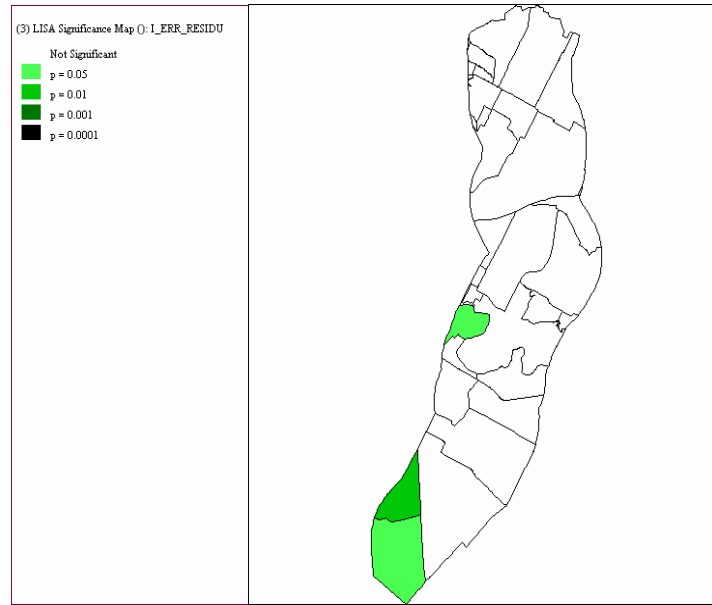 (3) LISA Significance Map (): I_ERR_RESIDU
Not Significant
p = 0.05
p = 0.01
p = 0.001
p = 0.0001